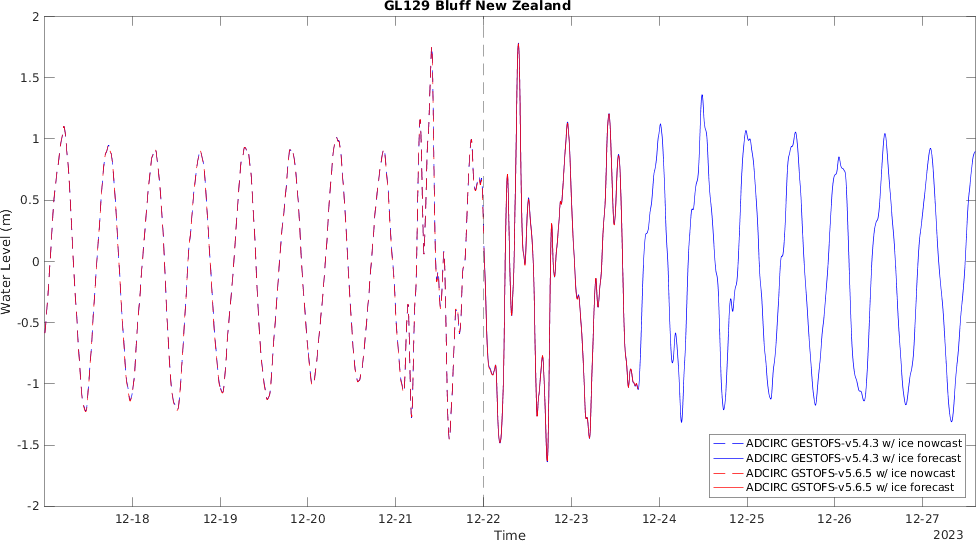 GL129 Bluff New Zealand
2
1.5
1
0.5
0
-0.5
-1
-1.5
-2
Water Level (m)
ADCIRC GESTOFS-v5.4.3 w/ ice nowcast
ADCIRC GESTOFS-v5.4.3 w/ ice forecast
ADCIRC GSTOFS-v5.6.5 w/ ice nowcast
ADCIRC GSTOFS-v5.6.5 w/ ice forecast
12-18 12-19 12-20 12-21 12-22 12-23 12-24 12-25 12-26 12-27
Time
2023